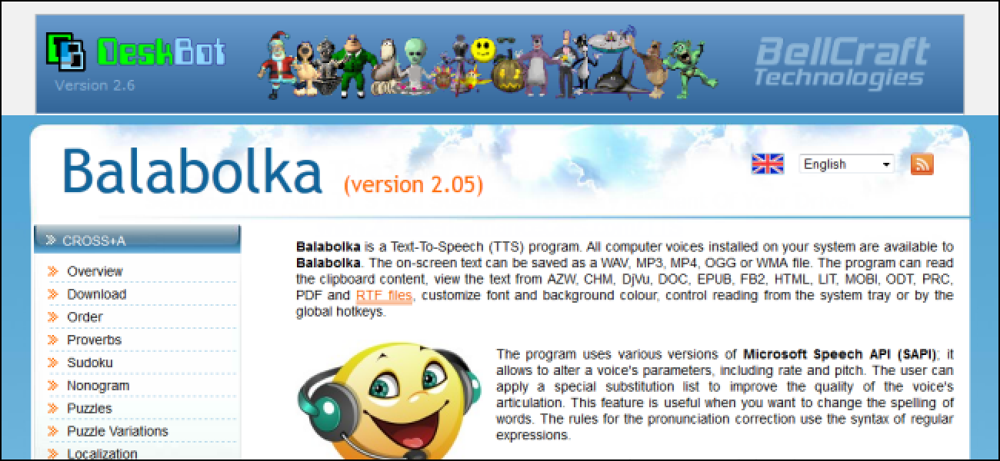 DeskBot
Version 2.6
BellCraft
Technologies
Balabolka (version 2.05)
English
CROSS+A
Overview
Download
Order
Proverbs
Sudoku
Nonogram
Puzzles
Puzzle Variations
Localization
Balabolka is a Text-To-Speech (TTS) program. All computer voices installed on your system are available to
Balabolka. The on-screen text can be saved as a WAV, MP3, MP4, OGG or WMA file. The program can read
the clipboard content, view the text from AZW, CHM, DjVu, DOC, EPUB, FB2, HTML, LIT, MOBI, ODT, PRC,
PDF and RTF files, customize font and background colour, control reading from the system tray or by the
global hotkeys.
The program uses various versions of Microsoft Speech API (SAPI); it
allows to alter a voice's parameters, including rate and pitch. The user can
apply a special substitution list to improve the quality of the voice's
articulation. This feature is useful when you want to change the spelling of
words. The rules for the pronunciation correction use the syntax of regular
expressions.